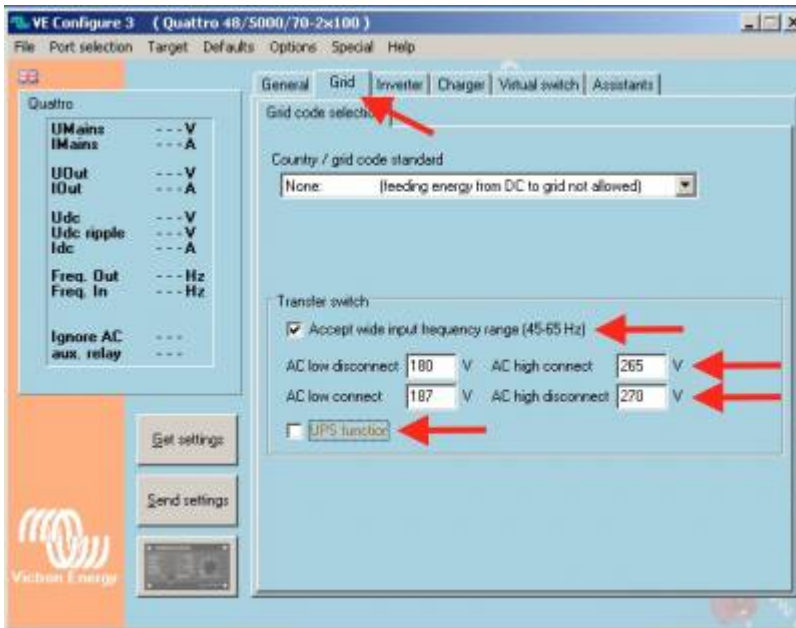 VE Configure 3 ( Quattro 48/5000/70-2x100 )
File Port selection Target Defaults Options Special Help
General Grid Inverter Charger Virtual switch Assistants
Quattro
UMains ---V
IMains ---A
UOut ---V
IOut ---A
Udc ---V
Udc ripple ---V
Idc ---A
Freq. Out ---Hz
Freq. In ---Hz
Ignore AC ---
aux. relay ---
Get settings
Send settings
Victron Energy
Grid code selection
Country / grid code standard
None: (feeding energy from DC to grid not allowed)
Transfer switch
Accept wide input frequency range (45-65 Hz)
AC low disconnect 180 V AC high connect 265 V
AC low connect 187 V AC high disconnect 270 V
UPS function